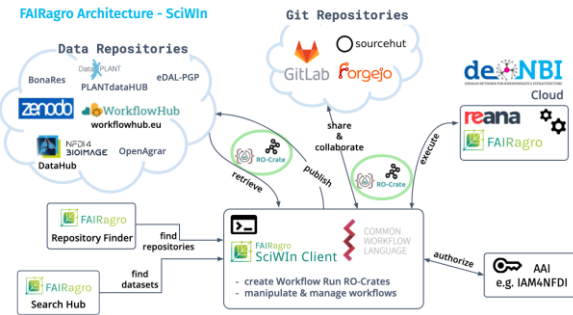 FAIRagro Architecture - SciWIn
Data Repositories
BonaRes
DataPLANT
PLANTdataHUB
eDAL-PGP
zenodo
WorkflowHub
workflowhub.eu
NFDI4
BIOIMAGE
DataHub
OpenAgrar
Git Repositories
GitLab
sourcehut
Forgejo
de NBI
Cloud
reana
FAIRagro
share
&
collaborate
RO-Crate
RO-Crate
retrieve
publish
execute
FAIRagro
Repository Finder
find
repositories
FAIRagro
Search Hub
find
datasets
FAIRagro
SciWIn Client
COMMON
WORKFLOW
LANGUAGE
- create Workflow Run RO-Crates
- manipulate & manage workflows
authorize
AAI
e.g. IAM4NFDI